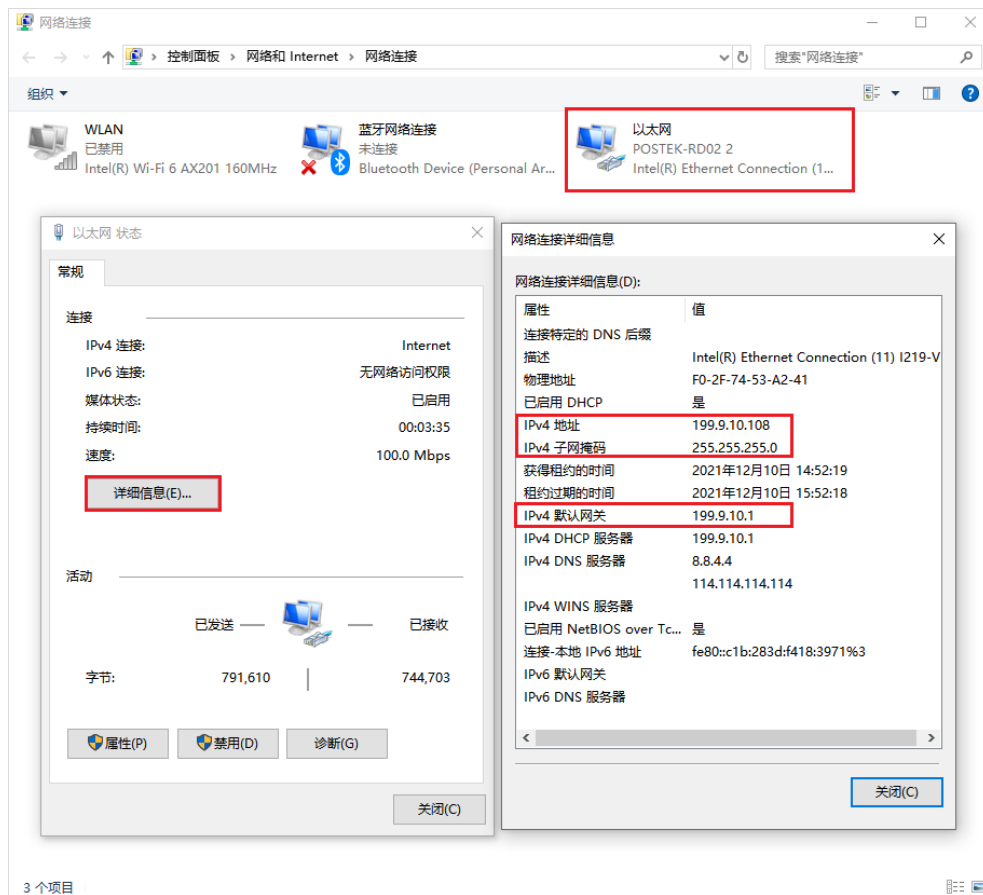 网络连接
控制面板 › 网络和 Internet › 网络连接
搜索"网络连接"
组织
WLAN
已禁用
Intel(R) Wi-Fi 6 AX201 160MHz
蓝牙网络连接
未连接
Bluetooth Device (Personal Ar...
以太网
POSTEK-RD02 2
Intel(R) Ethernet Connection (1...
以太网 状态
常规
连接
IPv4 连接: Internet
IPv6 连接: 无网络访问权限
媒体状态: 已启用
持续时间: 00:03:35
速度: 100.0 Mbps
详细信息(E)...
活动
已发送 — — 已接收
字节: 791,610 744,703
属性(P) 禁用(D) 诊断(G)
关闭(C)
网络连接详细信息
网络连接详细信息(D):
属性 值
连接特定的 DNS 后缀
描述 Intel(R) Ethernet Connection (11) I219-V
物理地址 F0-2F-74-53-A2-41
已启用 DHCP 是
IPv4 地址 199.9.10.108
IPv4 子网掩码 255.255.255.0
获得租约的时间 2021年12月10日 14:52:19
租约过期的时间 2021年12月10日 15:52:18
IPv4 默认网关 199.9.10.1
IPv4 DHCP 服务器 199.9.10.1
IPv4 DNS 服务器 8.8.4.4
114.114.114.114
IPv4 WINS 服务器
已启用 NetBIOS over Tc... 是
连接-本地 IPv6 地址 fe80::c1b:283d:f418:3971%3
IPv6 默认网关
IPv6 DNS 服务器
关闭(C)
3 个项目